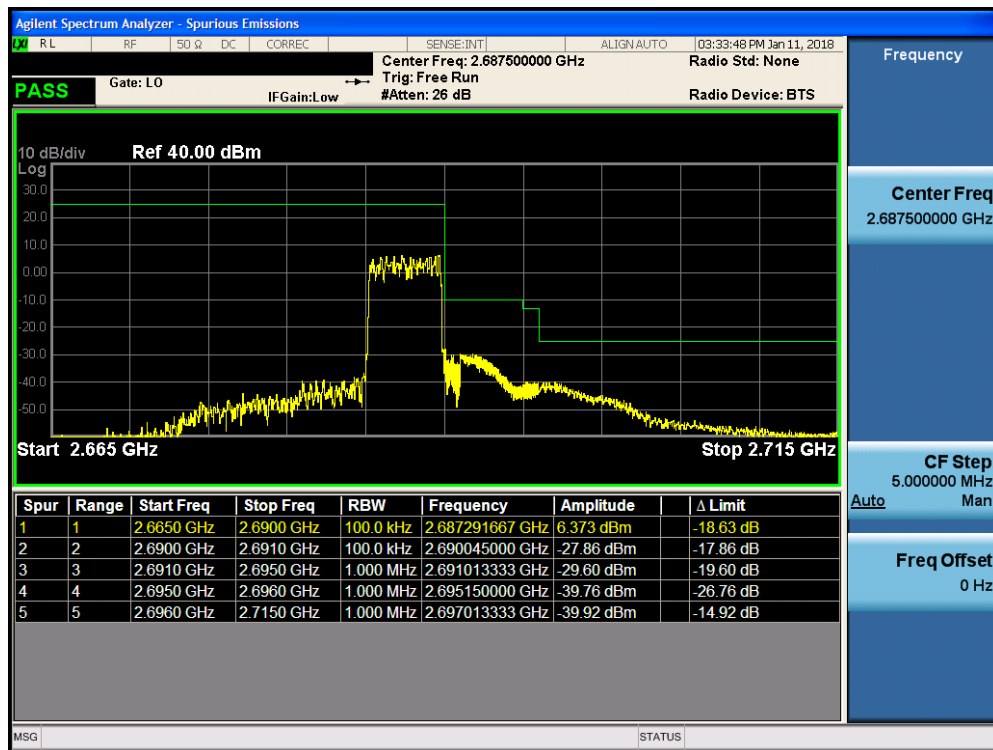 Agilent Spectrum Analyzer - Spurious Emissions
LXI RL RF 50 Ω DC CORREC SENSE:INT ALIGN AUTO 03:33:48 PM Jan 11, 2018
Center Freq: 2.687500000 GHz Radio Std: None
PASS Gate: LO Trig: Free Run
IFGain:Low #Atten: 26 dB Radio Device: BTS
10 dB/div Ref 40.00 dBm
Log
30.0
20.0
10.0
0.00
-10.0
-20.0
-30.0
-40.0
-50.0
Start 2.665 GHz Stop 2.715 GHz
Spur Range Start Freq Stop Freq RBW Frequency Amplitude Δ Limit
1 1 2.6650 GHz 2.6900 GHz 100.0 kHz 2.687291667 GHz 6.373 dBm -18.63 dB
2 2 2.6900 GHz 2.6910 GHz 100.0 kHz 2.690045000 GHz -27.86 dBm -17.86 dB
3 3 2.6910 GHz 2.6950 GHz 1.000 MHz 2.691013333 GHz -29.60 dBm -19.60 dB
4 4 2.6950 GHz 2.6960 GHz 1.000 MHz 2.695150000 GHz -39.76 dBm -26.76 dB
5 5 2.6960 GHz 2.7150 GHz 1.000 MHz 2.697013333 GHz -39.92 dBm -14.92 dB
MSG STATUS
Frequency
Center Freq
2.687500000 GHz
CF Step
5.000000 MHz
Auto Man
Freq Offset
0 Hz